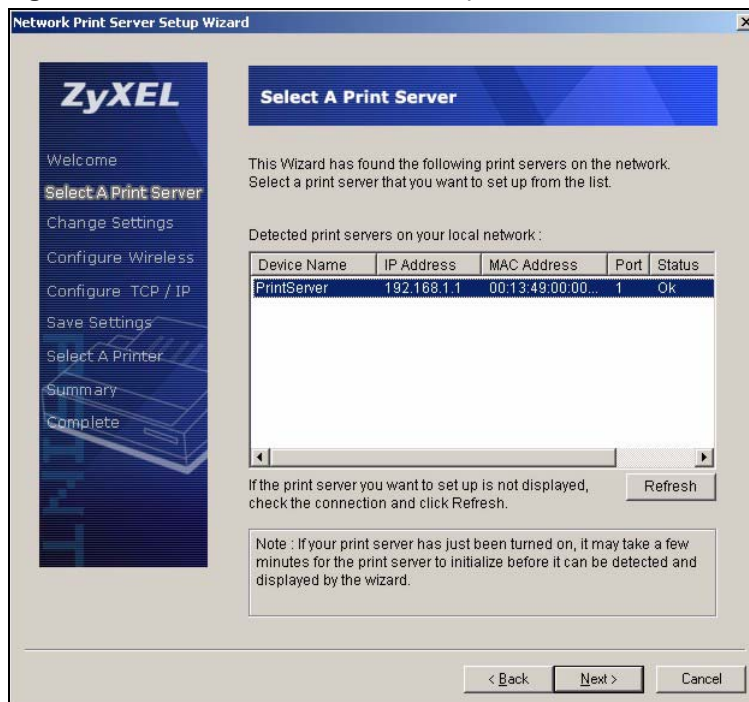 Network Print Server Setup Wizard
ZyXEL
Welcome
Select A Print Server
Change Settings
Configure Wireless
Configure TCP / IP
Save Settings
Select A Printer
Summary
Complete
PRINT
Select A Print Server
This Wizard has found the following print servers on the network.
Select a print server that you want to set up from the list.
Detected print servers on your local network :
Device Name IP Address MAC Address Port Status
PrintServer 192.168.1.1 00:13:49:00:00... 1 Ok
If the print server you want to set up is not displayed,
check the connection and click Refresh.
Refresh
Note : If your print server has just been turned on, it may take a few
minutes for the print server to initialize before it can be detected and
displayed by the wizard.
< Back Next > Cancel